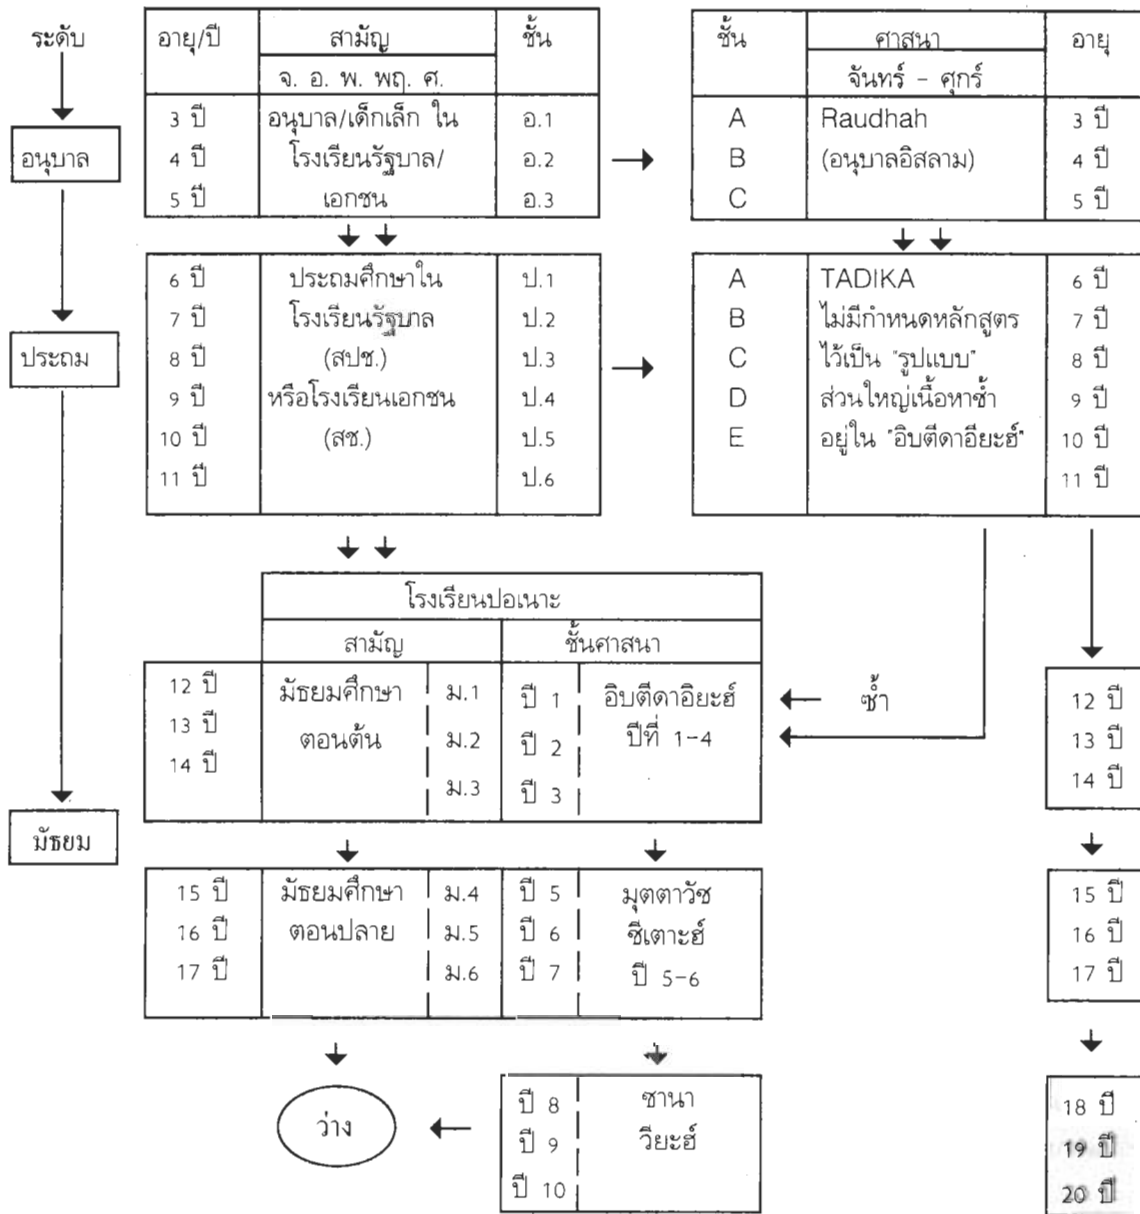 ระดับ อายุ/ปี สามัญ ชั้น ชั้น ศาสนา อายุ
จ. อ. พ. พฤ. ศ. จันทร์ - ศุกร์
3 ปี อนุบาล/เด็กเล็ก ใน อ.1 A Raudhah 3 ปี
อนุบาล 4 ปี โรงเรียนรัฐบาล/ อ.2 B (อนุบาลอิสลาม) 4 ปี
5 ปี เอกชน อ.3 C 5 ปี
6 ปี ประถมศึกษาใน ป.1 A TADIKA 6 ปี
7 ปี โรงเรียนรัฐบาล ป.2 B ไม่มีกำหนดหลักสูตร 7 ปี
ประถม 8 ปี (สปช.) ป.3 C ไว้เป็น "รูปแบบ" 8 ปี
9 ปี หรือโรงเรียนเอกชน ป.4 D ส่วนใหญ่เนื้อหาซ้ำ 9 ปี
10 ปี (สช.) ป.5 E อยู่ใน "อิบตีดาอียะฮ์" 10 ปี
11 ปี ป.6 11 ปี
โรงเรียนปอเนาะ
สามัญ ชั้นศาสนา
12 ปี มัธยมศึกษา ม.1 ปี 1 อิบตีดาอิยะฮ์ ซ้ำ 12 ปี
13 ปี ตอนต้น ม.2 ปี 2 ปีที่ 1-4 13 ปี
14 ปี ม.3 ปี 3 14 ปี
มัธยม
15 ปี มัธยมศึกษา ม.4 ปี 5 มุตตาวัซ 15 ปี
16 ปี ตอนปลาย ม.5 ปี 6 ซีเตาะฮ์ 16 ปี
17 ปี ม.6 ปี 7 ปี 5-6 17 ปี
ว่าง ปี 8 ซานา 18 ปี
ปี 9 วียะฮ์ 19 ปี
ปี 10 20 ปี